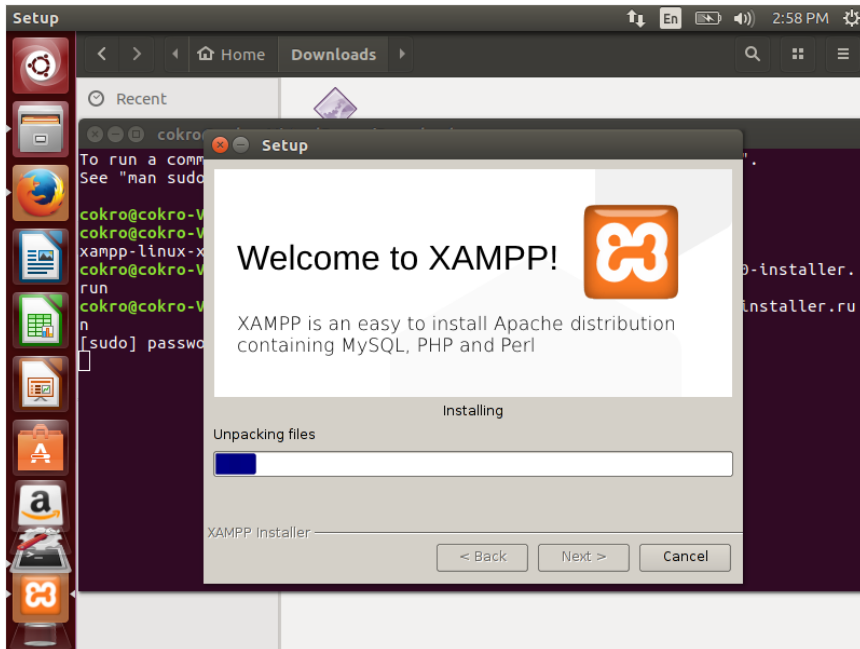 Setup
En
2:58 PM
Home
Downloads
Recent
To run a comm
".
See "man sudo
cokro@cokro-V
cokro@cokro-V
xampp-linux-x
cokro@cokro-V
0-installer.
run
cokro@cokro-V
installer.ru
n
[sudo] passwo
Setup
Welcome to XAMPP!
XAMPP is an easy to install Apache distribution
containing MySQL, PHP and Perl
Installing
Unpacking files
XAMPP Installer
< Back
Next >
Cancel